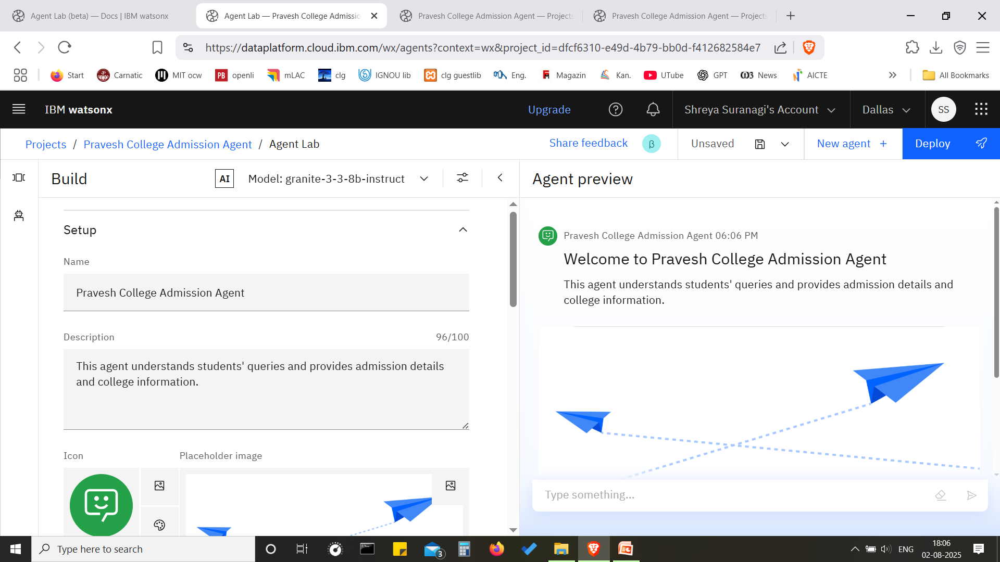 Agent Lab (beta) — Docs | IBM watsonx
Agent Lab — Pravesh College Admissio
Pravesh College Admission Agent — Projects
Pravesh College Admission Agent — Projects
https://dataplatform.cloud.ibm.com/wx/agents?context=wx&project_id=dfcf6310-e49d-4b79-bb0d-f412682584e7
Start
Carnatic
MIT ocw
PB openli
mLAC
clg
IGNOU lib
clg guestlib
Eng.
Magazin
Kan.
UTube
GPT
News
AICTE
All Bookmarks
IBM watsonx
Upgrade
Shreya Suranagi's Account
Dallas
SS
Projects / Pravesh College Admission Agent / Agent Lab
Share feedback
β
Unsaved
New agent +
Deploy
Build
AI
Model: granite-3-3-8b-instruct
Agent preview
Setup
Name
Pravesh College Admission Agent
Description
96/100
This agent understands students' queries and provides admission details
and college information.
Icon
Placeholder image
Pravesh College Admission Agent 06:06 PM
Welcome to Pravesh College Admission Agent
This agent understands students' queries and provides admission details and
college information.
Type something...
Type here to search
3
ENG
18:06
02-08-2025